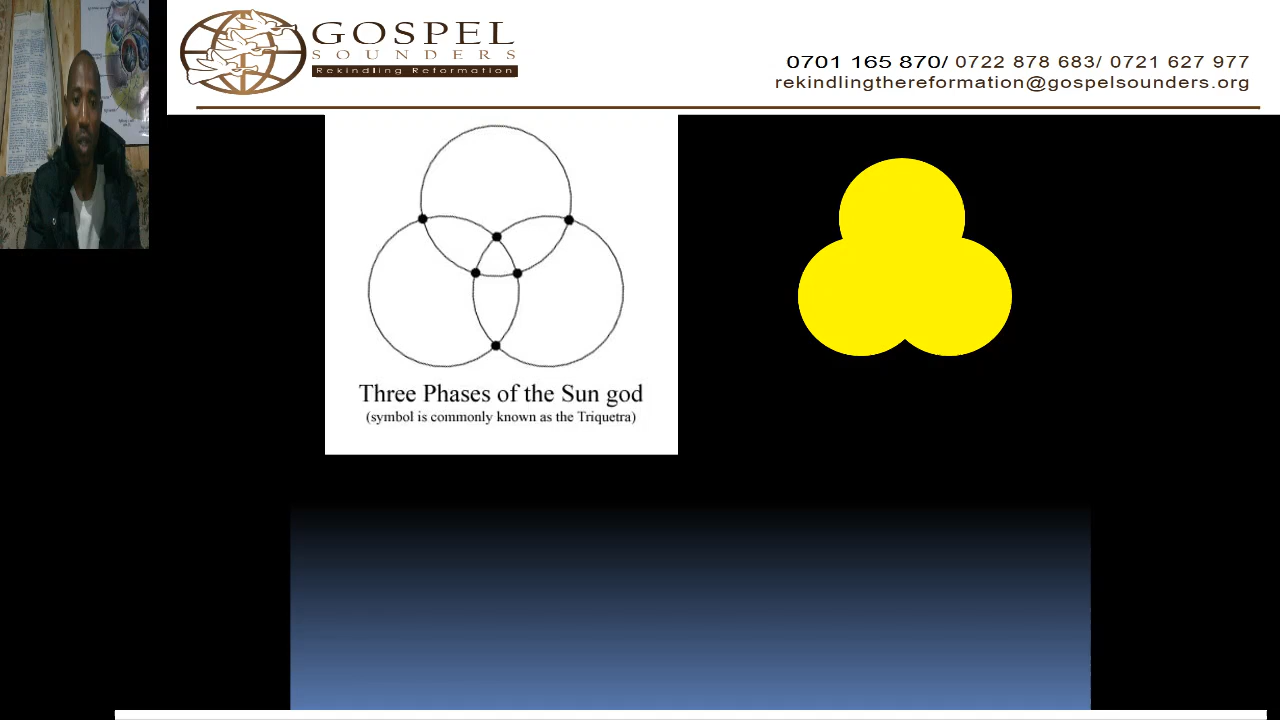 GOSPEL
SOUNDERS
Rekindling Reformation
0701 165 870/ 0722 878 683/ 0721 627 977
rekindlingthereformation@gospelsounders.org
Three Phases of the Sun god
(symbol is commonly known as the Triquetra)